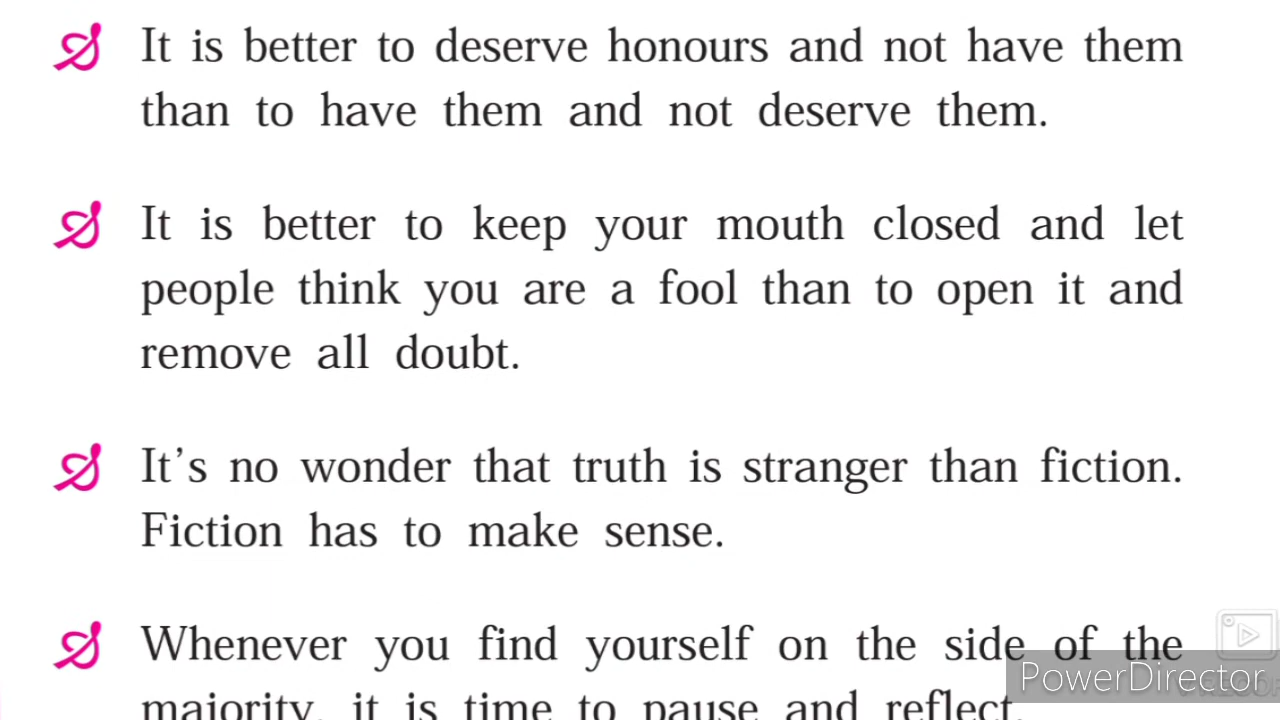 It is better to deserve honours and not have them
than to have them and not deserve them.
It is better to keep your mouth closed and let
people think you are a fool than to open it and
remove all doubt.
It's no wonder that truth is stranger than fiction.
Fiction has to make sense.
Whenever you find yourself on the side of the
majority, it is time to pause and reflect.
PowerDirector